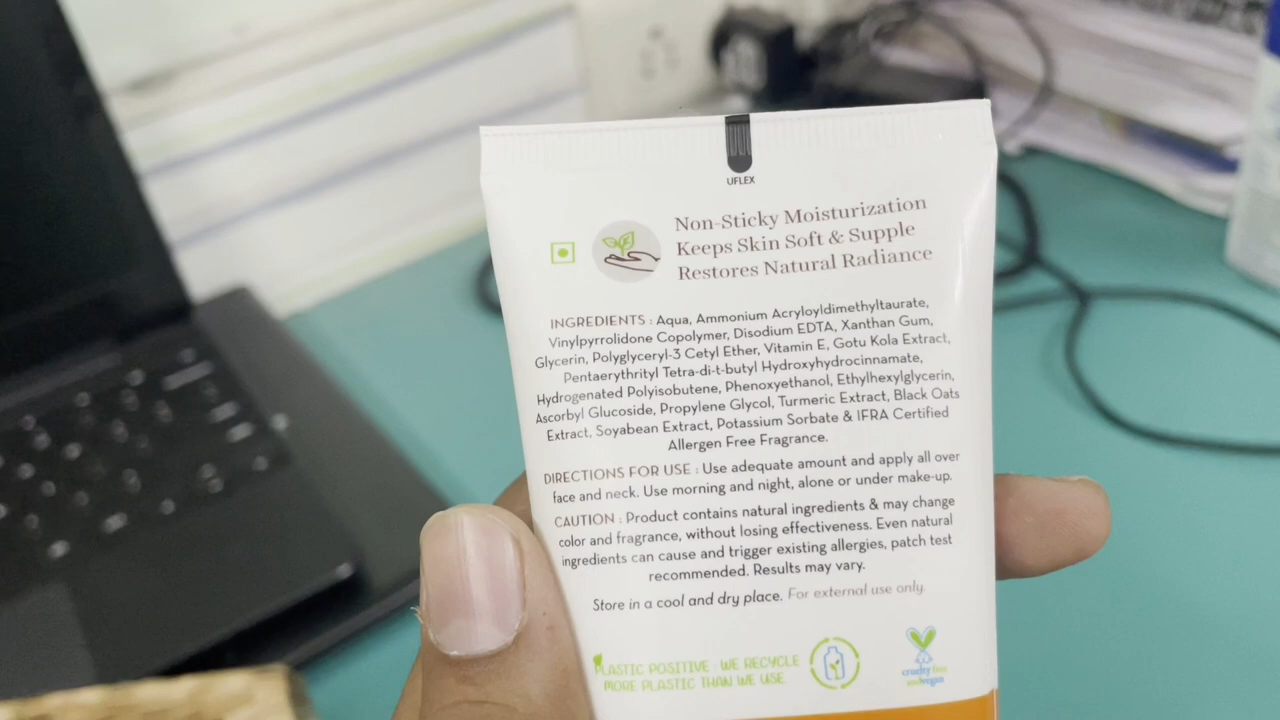 UFLEX
Non-Sticky Moisturization
Keeps Skin Soft & Supple
Restores Natural Radiance
INGREDIENTS : Aqua, Ammonium Acryloyldimethyltaurate,
Vinylpyrrolidone Copolymer, Disodium EDTA, Xanthan Gum,
Glycerin, Polyglyceryl-3 Cetyl Ether, Vitamin E, Gotu Kola Extract,
Pentaerythrityl Tetra-di-t-butyl Hydroxyhydrocinnamate,
Hydrogenated Polyisobutene, Phenoxyethanol, Ethylhexylglycerin,
Ascorbyl Glucoside, Propylene Glycol, Turmeric Extract, Black Oats
Extract, Soyabean Extract, Potassium Sorbate & IFRA Certified
Allergen Free Fragrance.
DIRECTIONS FOR USE : Use adequate amount and apply all over
face and neck. Use morning and night, alone or under make-up.
CAUTION : Product contains natural ingredients & may change
color and fragrance, without losing effectiveness. Even natural
ingredients can cause and trigger existing allergies, patch test
recommended. Results may vary.
Store in a cool and dry place. For external use only.
PLASTIC POSITIVE : WE RECYCLE
MORE PLASTIC THAN WE USE.
cruelty free
and vegan